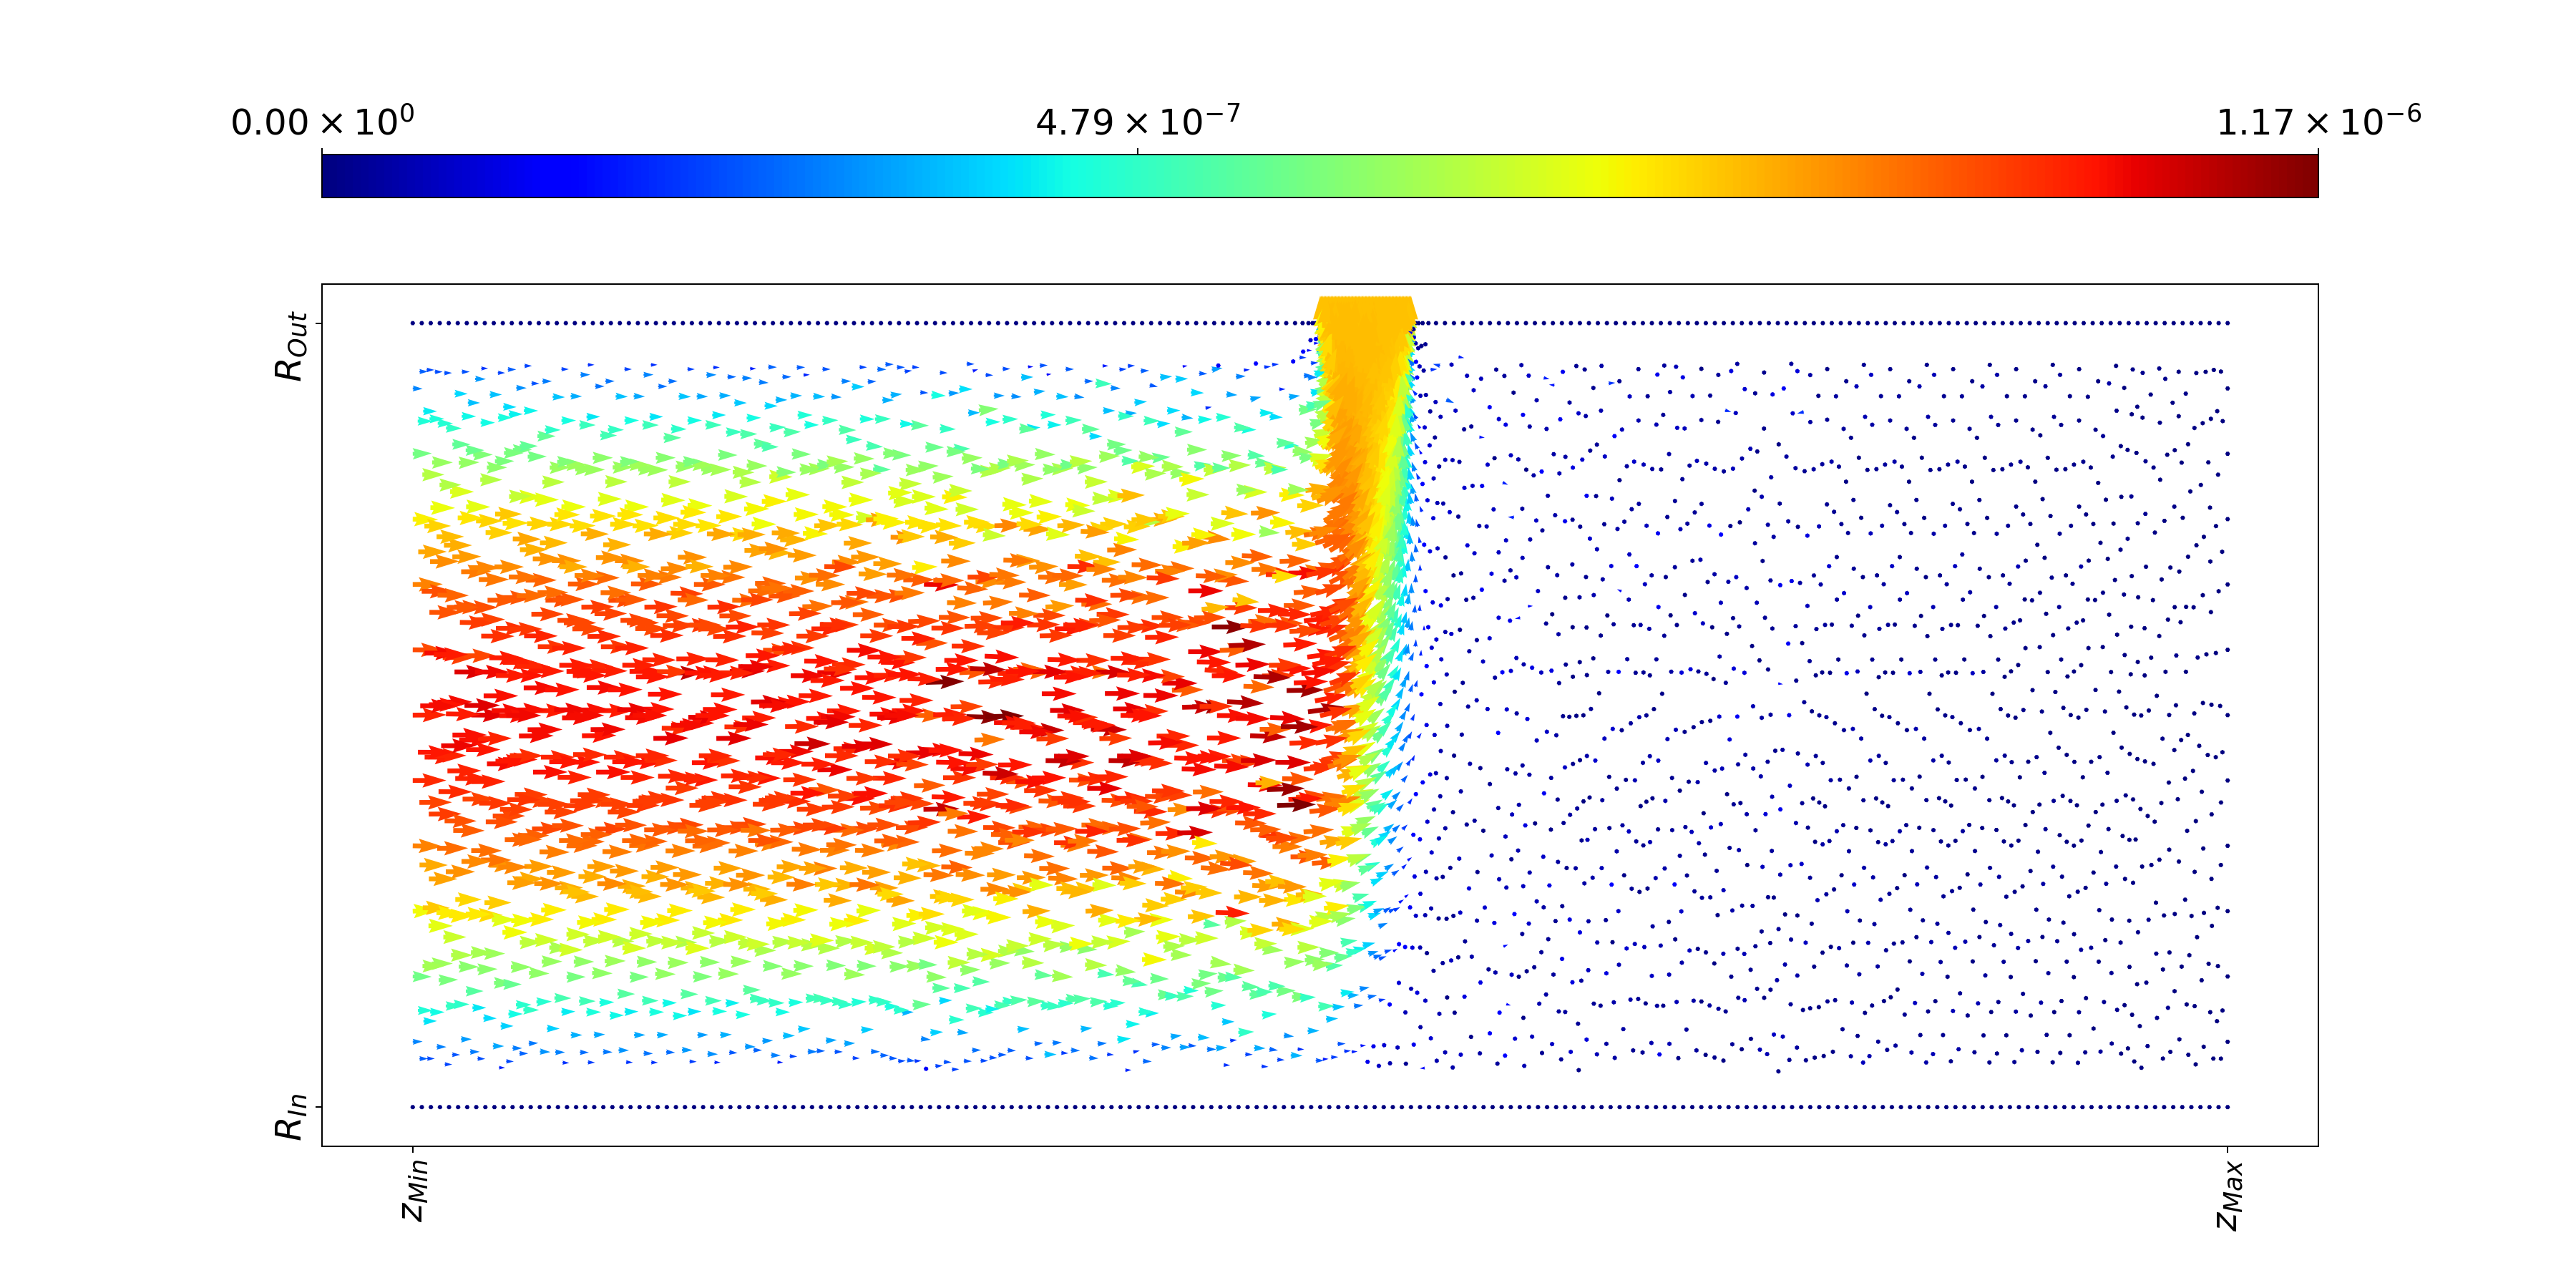 0.00 × 10⁰ 4.79 × 10⁻⁷ 1.17 × 10⁻⁶
R_Out
R_In
z_Min z_Max